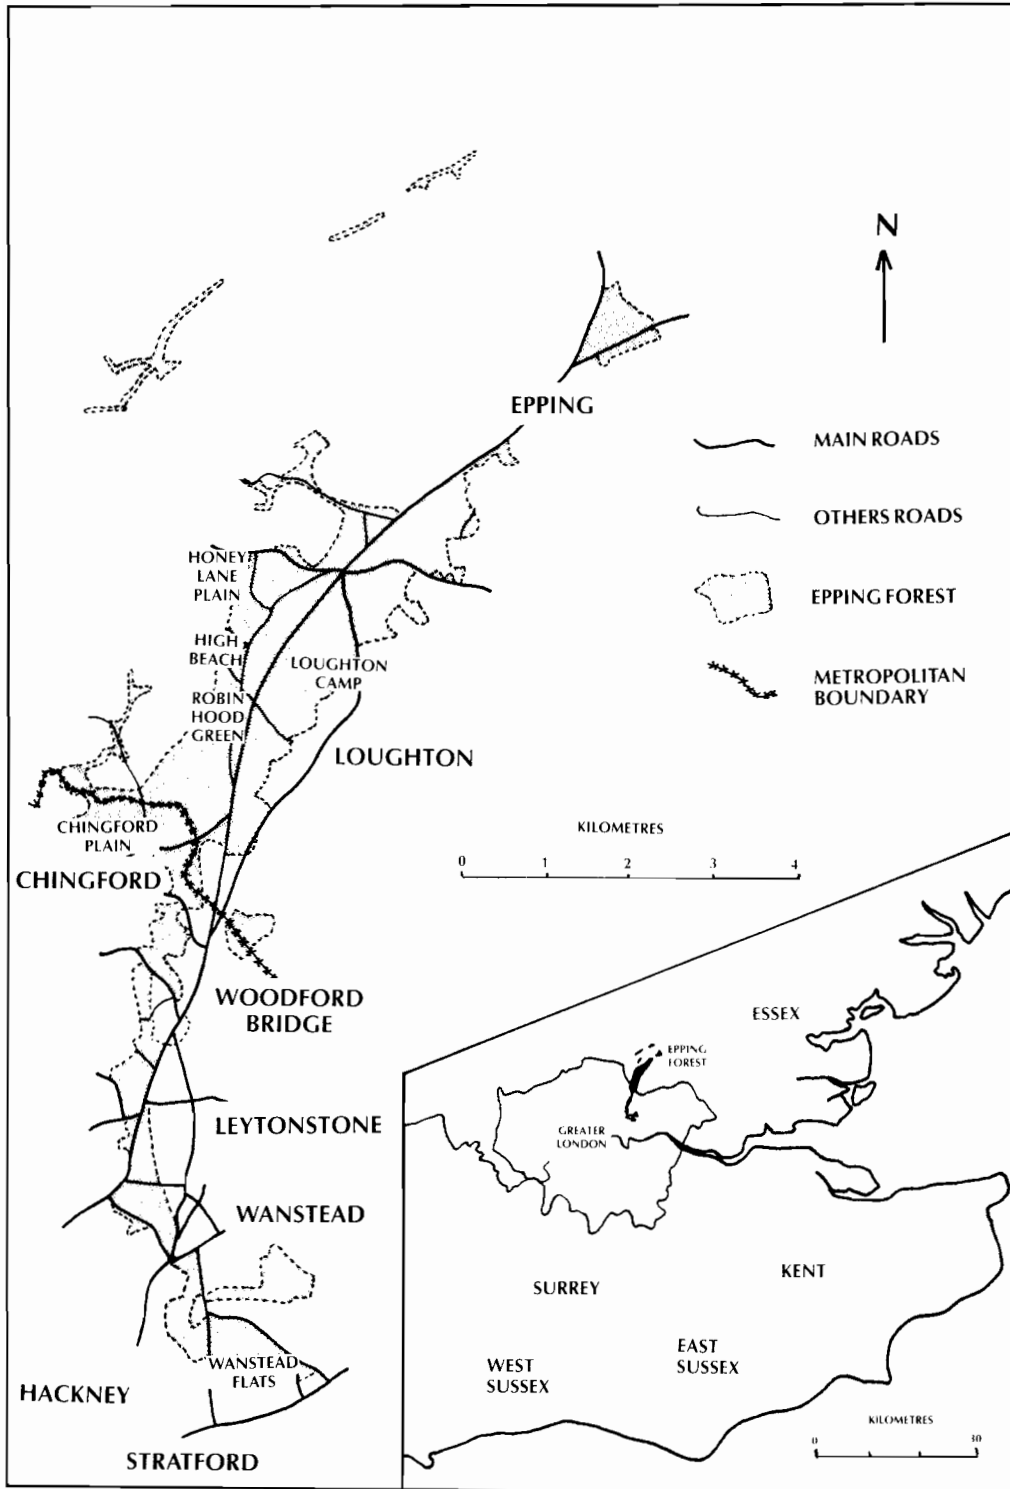 N
EPPING
MAIN ROADS
OTHERS ROADS
EPPING FOREST
METROPOLITAN
BOUNDARY
HONEY
LANE
PLAIN
HIGH
BEACH
LOUGHTON
CAMP
ROBIN
HOOD
GREEN
LOUGHTON
CHINGFORD
PLAIN
CHINGFORD
KILOMETRES
0 1 2 3 4
WOODFORD
BRIDGE
LEYTONSTONE
WANSTEAD
WANSTEAD
FLATS
HACKNEY
STRATFORD
ESSEX
EPPING
FOREST
GREATER
LONDON
SURREY
KENT
WEST
SUSSEX
EAST
SUSSEX
KILOMETRES
0 30